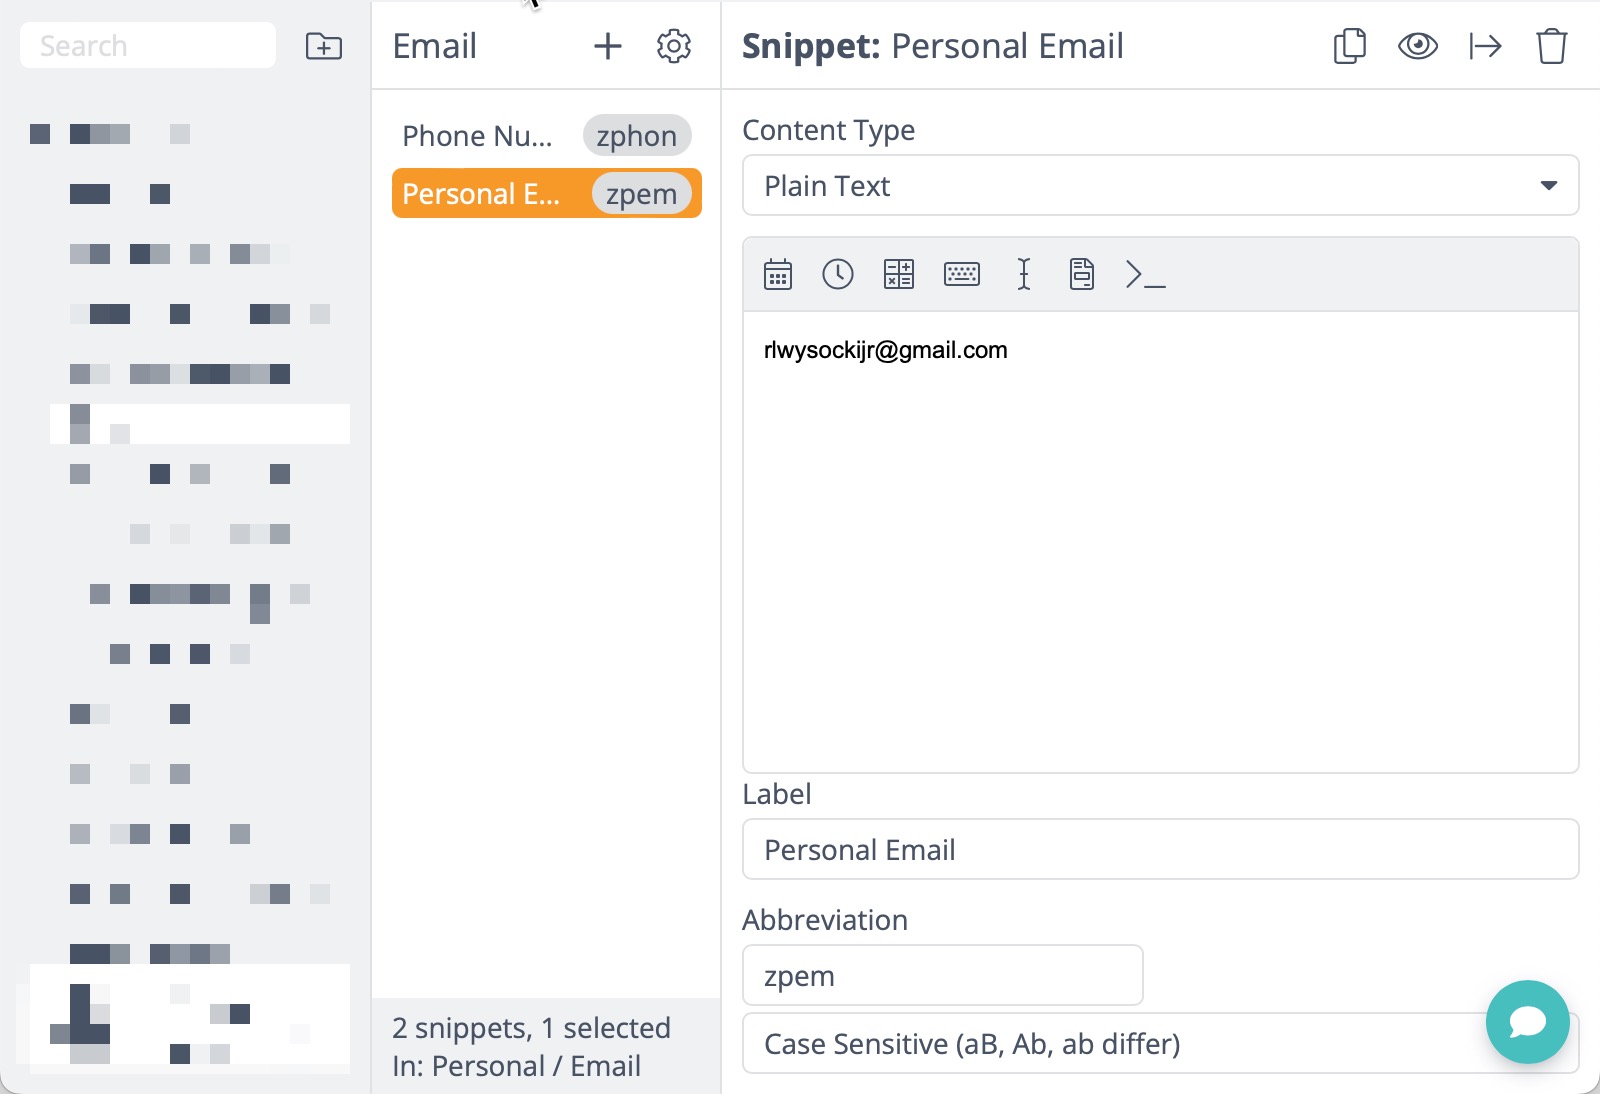 Search
Email
Snippet: Personal Email
Phone Nu... zphon
Personal E... zpem
Content Type
Plain Text
rlwysockijr@gmail.com
Label
Personal Email
Abbreviation
zpem
Case Sensitive (aB, Ab, ab differ)
2 snippets, 1 selected
In: Personal / Email